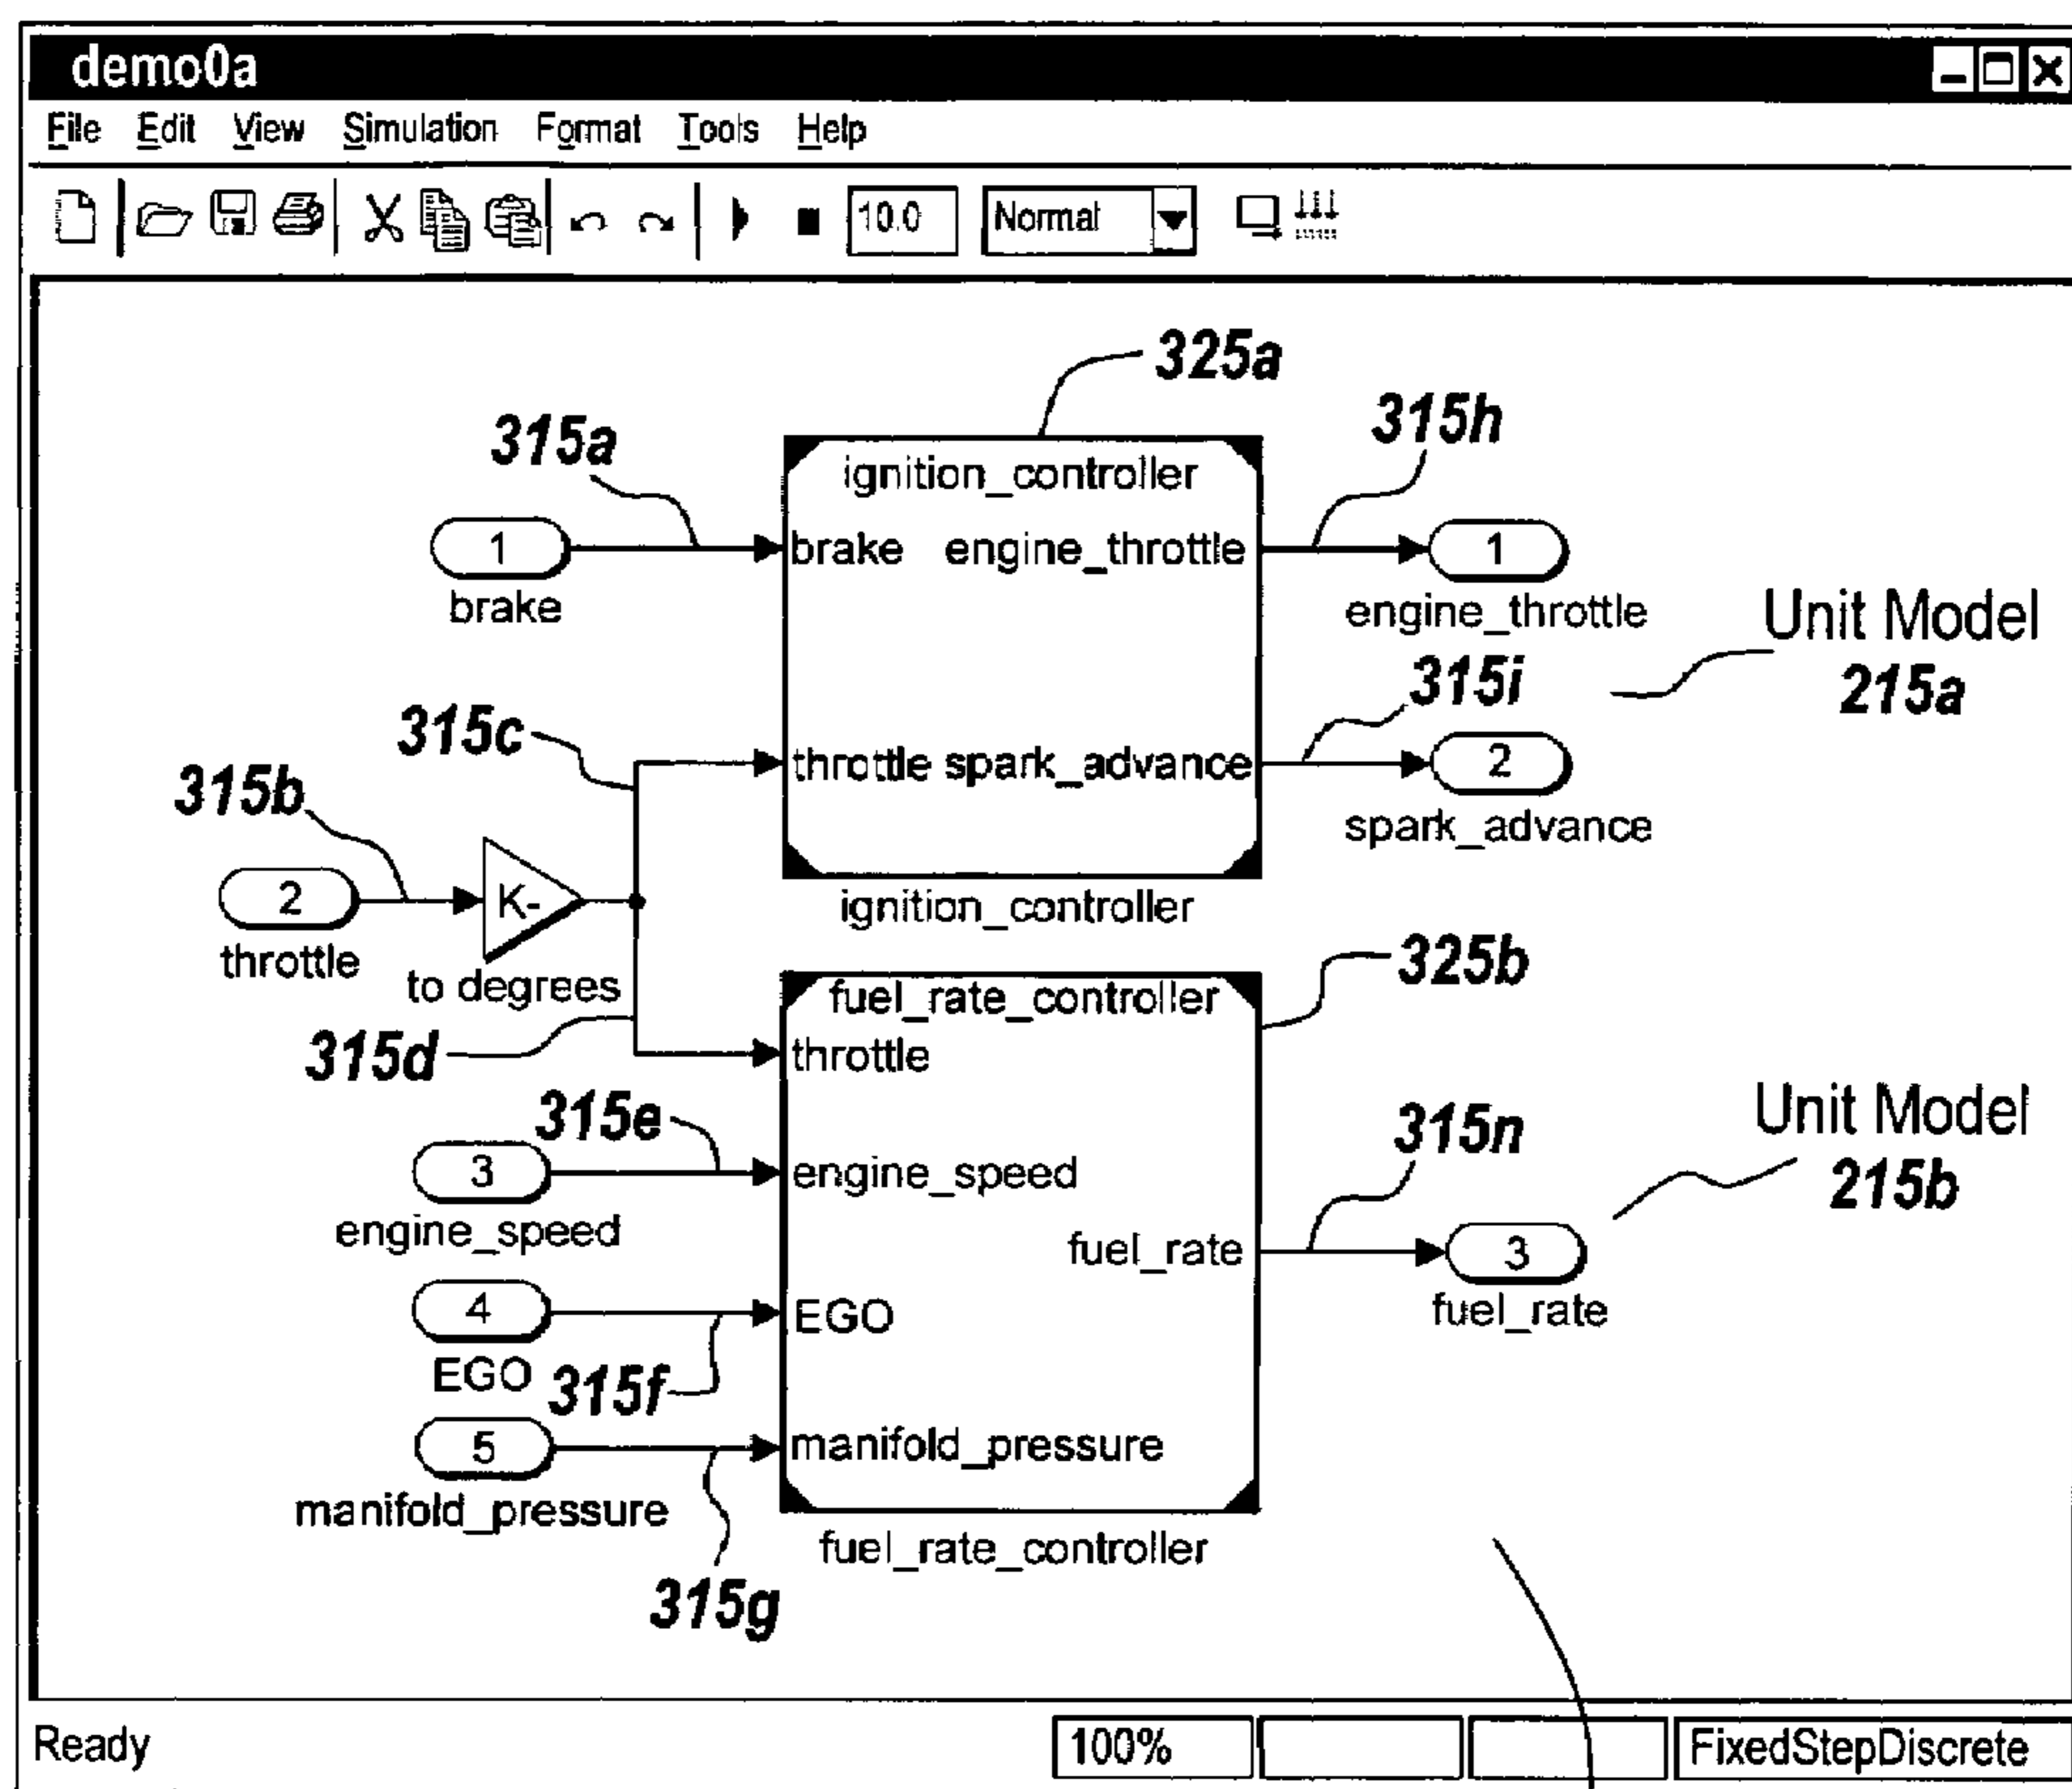 demo0a
File Edit View Simulation Format Tools Help
10.0 Normal
325a
315a
315h
ignition_controller
1
brake engine_throttle
1
brake
engine_throttle
Unit Model
215a
315i
315c
throttle spark_advance
2
315b
spark_advance
2
K-
ignition_controller
throttle
to degrees
325b
fuel_rate_controller
315d
throttle
315e
315n
Unit Model
215b
3
engine_speed
engine_speed
fuel_rate
3
4
EGO
fuel_rate
EGO
315f
5
manifold_pressure
manifold_pressure
fuel_rate_controller
315g
Ready
100%
FixedStepDiscrete